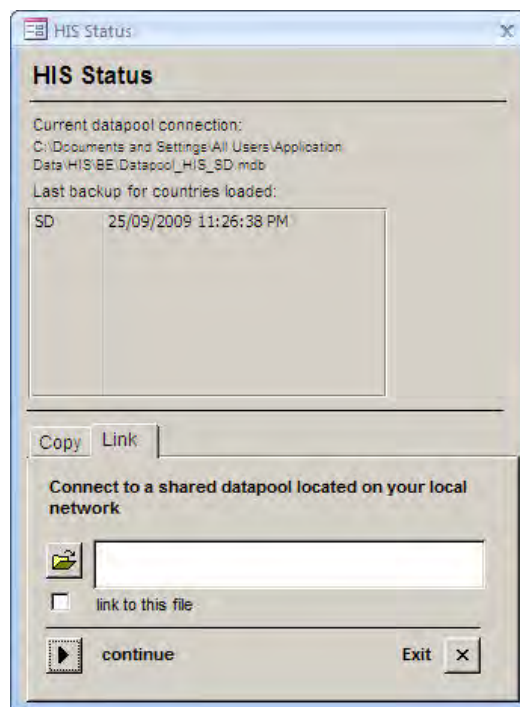 HIS Status
HIS Status
Current datapool connection:
C:\Documents and Settings\All Users\Application
Data\HIS\BE\Datapool_HIS_SD.mdb
Last backup for countries loaded:
SD 25/09/2009 11:26:38 PM
Copy Link
Connect to a shared datapool located on your local
network
link to this file
continue Exit